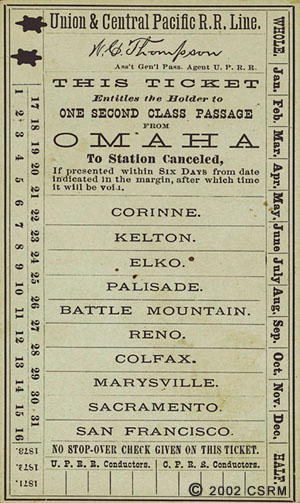 Union & Central Pacific R.R. Line.
W. C. Thompson
Ass't Gen'l Pass. Agent U. P. R. R.
THIS TICKET
Entitles the Holder to
ONE SECOND CLASS PASSAGE
FROM
OMAHA
To Station Canceled,
If presented within SIX DAYS from date
indicated in the margin, after which time
it will be void.
CORINNE.
KELTON.
ELKO.
PALISADE.
BATTLE MOUNTAIN.
RENO.
COLFAX.
MARYSVILLE.
SACRAMENTO.
SAN FRANCISCO.
NO STOP-OVER CHECK GIVEN ON THIS TICKET.
U. P. R. R. Conductors. C. P. R. R. Conductors.
WHOLE. Jan. Feb. Mar. Apr. May. June July Aug. Sep. Oct. Nov. Dec. HALF.
17 18 19 20 21 22 23 24 25 26 27 28 29 30 31
1 2 3 4 5 6 7 8 9 10 11 12 13 14 15 16 1873. 1872. 1871.
© 2002 CSRM